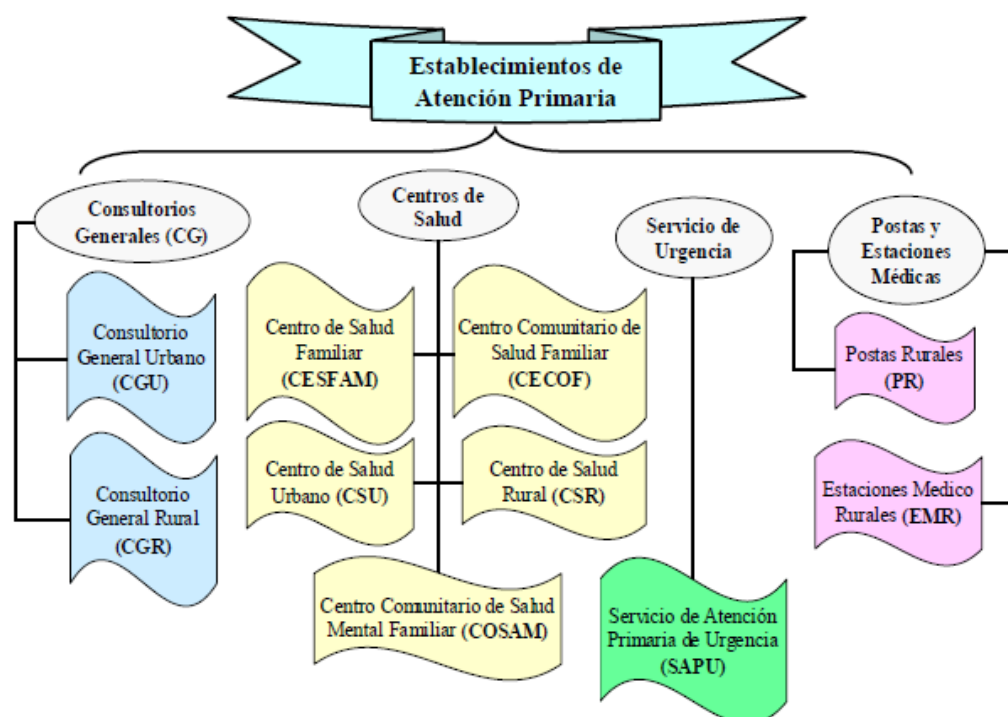 Establecimientos de
Atención Primaria
Consultorios
Generales (CG)
Centros de
Salud
Servicio de
Urgencia
Postas y
Estaciones
Médicas
Consultorio
General Urbano
(CGU)
Consultorio
General Rural
(CGR)
Centro de Salud
Familiar
(CESFAM)
Centro Comunitario de
Salud Familiar
(CECOF)
Centro de Salud
Urbano (CSU)
Centro de Salud
Rural (CSR)
Centro Comunitario de Salud
Mental Familiar (COSAM)
Servicio de Atención
Primaria de Urgencia
(SAPU)
Postas Rurales
(PR)
Estaciones Medico
Rurales (EMR)